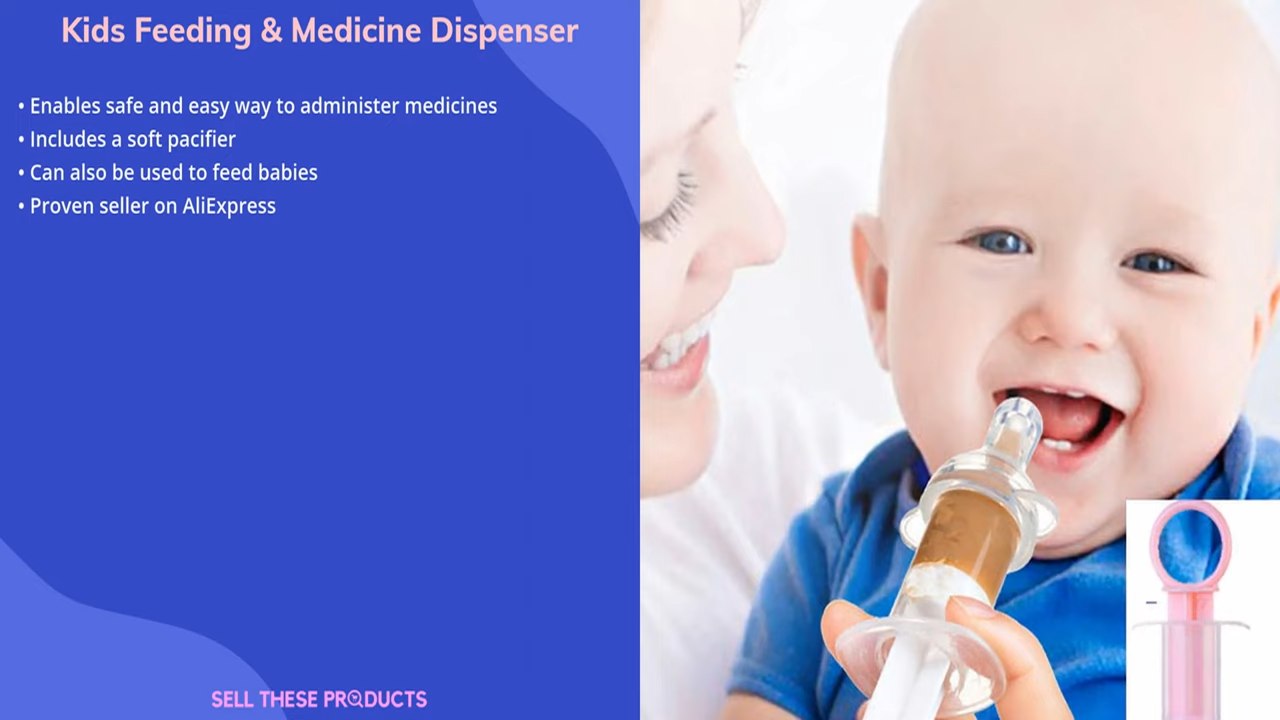 Kids Feeding & Medicine Dispenser
• Enables safe and easy way to administer medicines
• Includes a soft pacifier
• Can also be used to feed babies
• Proven seller on AliExpress
SELL THESE PRODUCTS